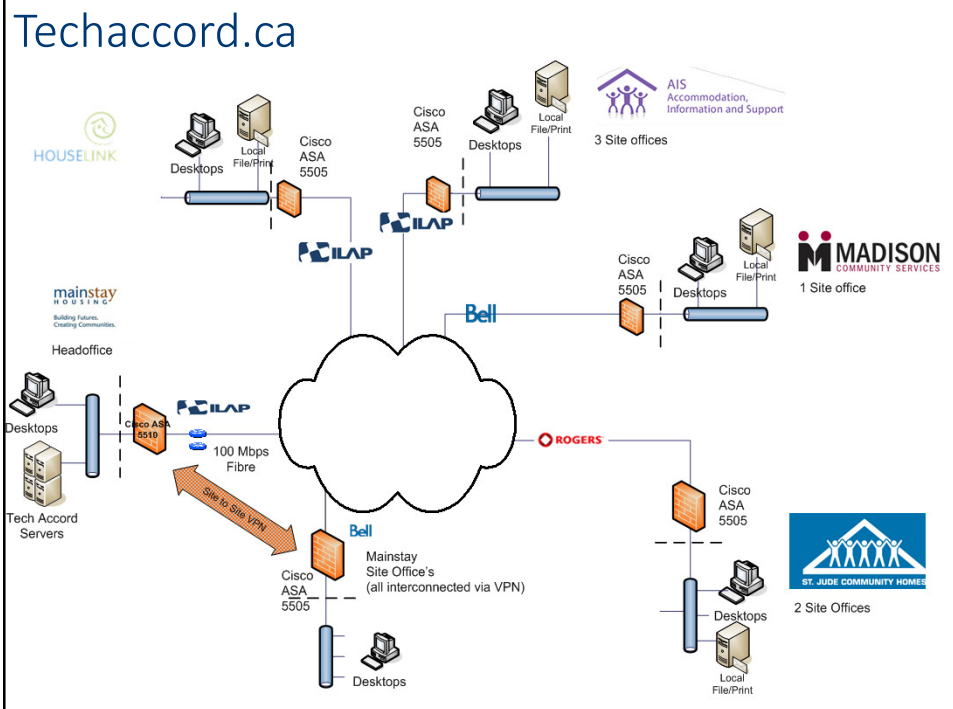 Techaccord.ca
HOUSELINK
Desktops
Local
File/Print
Cisco
ASA
5505
ILAP
Cisco
ASA
5505
Desktops
Local
File/Print
ILAP
AIS
Accommodation,
Information and Support
3 Site offices
Cisco
ASA
5505
Desktops
Local
File/Print
Bell
MADISON
COMMUNITY SERVICES
1 Site office
mainstay
HOUSING
Building Futures.
Creating Communities.
Headoffice
Desktops
Tech Accord
Servers
Cisco ASA
5510
ILAP
100 Mbps
Fibre
Site to Site VPN
ROGERS
Cisco
ASA
5505
Desktops
Local
File/Print
ST. JUDE COMMUNITY HOMES
2 Site Offices
Bell
Mainstay
Site Office's
(all interconnected via VPN)
Cisco
ASA
5505
Desktops